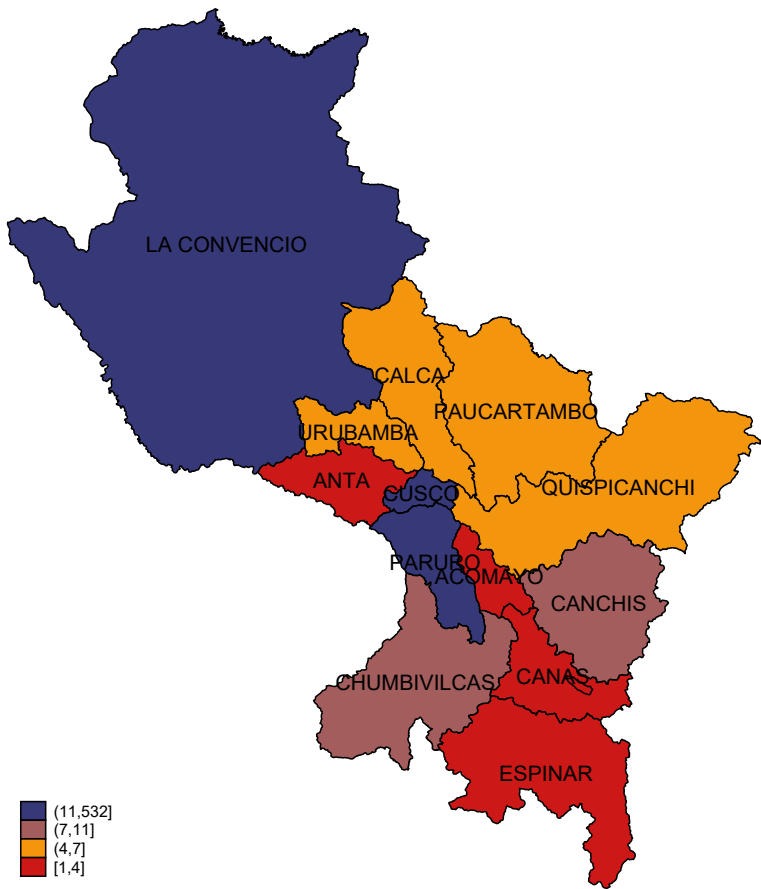 LA CONVENCIO
CALCA
PAUCARTAMBO
URUBAMBA
ANTA
CUSCO
QUISPICANCHI
PARURO
ACOMAYO
CANCHIS
CHUMBIVILCAS
CANAS
ESPINAR
(11,532]
(7,11]
(4,7]
[1,4]